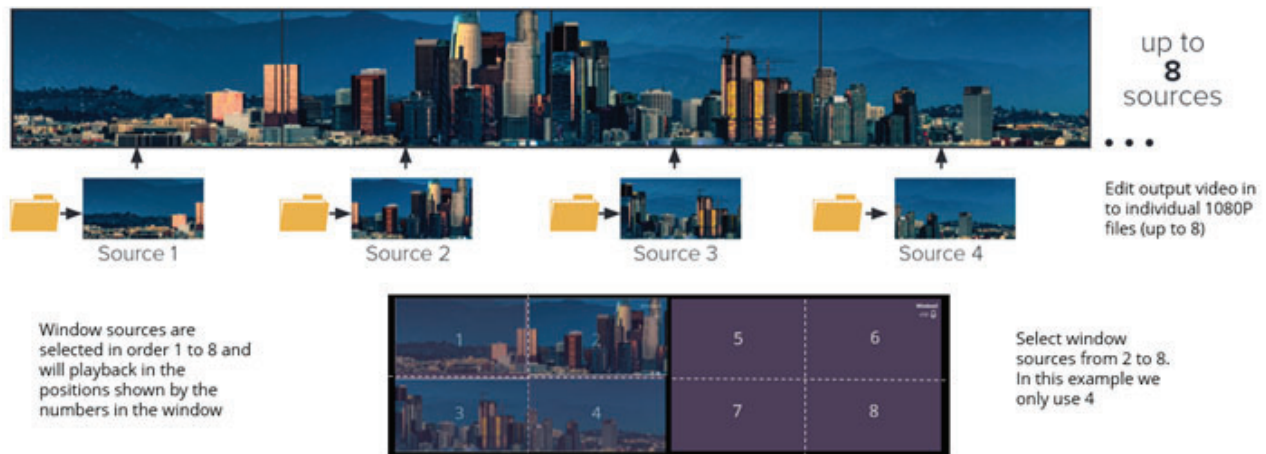 up to
8
sources
Edit output video in
to individual 1080P
files (up to 8)
Source 1
Source 2
Source 3
Source 4
Window sources are
selected in order 1 to 8 and
will playback in the
positions shown by the
numbers in the window
1
2
5
6
3
4
7
8
Select window
sources from 2 to 8.
In this example we
only use 4